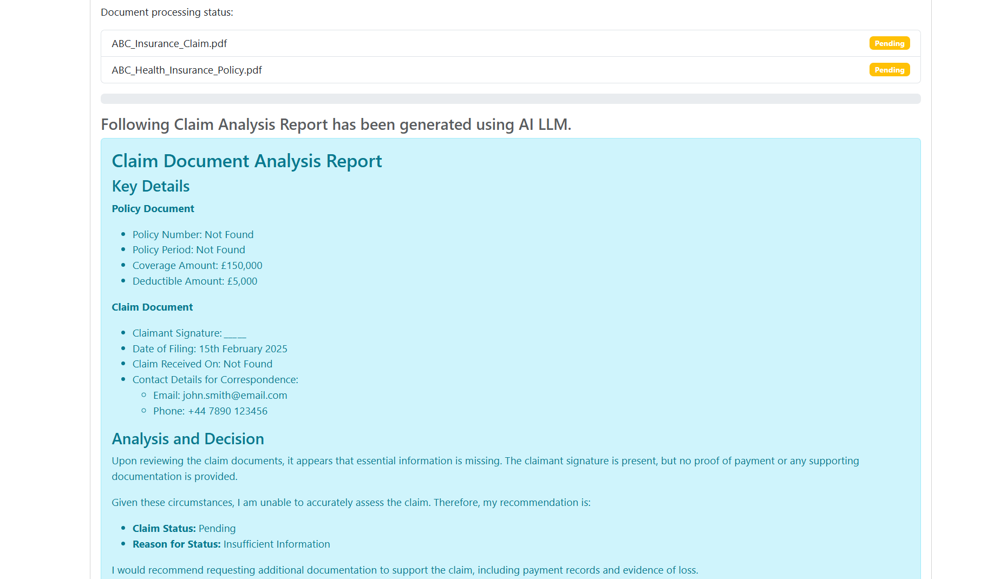 Document processing status:
ABC_Insurance_Claim.pdf
Pending
ABC_Health_Insurance_Policy.pdf
Pending
Following Claim Analysis Report has been generated using AI LLM.
Claim Document Analysis Report
Key Details
Policy Document
Policy Number: Not Found
Policy Period: Not Found
Coverage Amount: £150,000
Deductible Amount: £5,000
Claim Document
Claimant Signature: _____
Date of Filing: 15th February 2025
Claim Received On: Not Found
Contact Details for Correspondence:
Email: john.smith@email.com
Phone: +44 7890 123456
Analysis and Decision
Upon reviewing the claim documents, it appears that essential information is missing. The claimant signature is present, but no proof of payment or any supporting
documentation is provided.
Given these circumstances, I am unable to accurately assess the claim. Therefore, my recommendation is:
Claim Status: Pending
Reason for Status: Insufficient Information
I would recommend requesting additional documentation to support the claim, including payment records and evidence of loss.